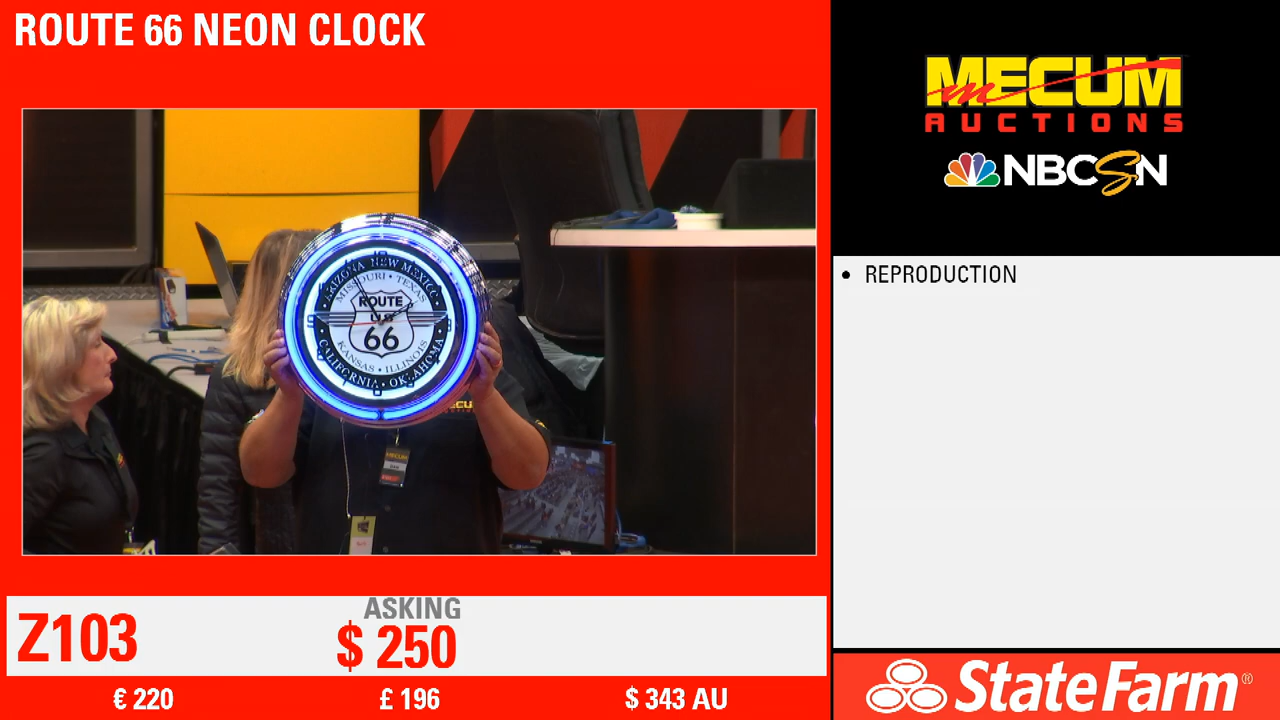 ROUTE 66 NEON CLOCK
MECUM
AUCTIONS
NBCSN
• REPRODUCTION
ARIZONA • NEW MEXICO
MISSOURI • TEXAS
ROUTE
US
66
KANSAS • ILLINOIS
CALIFORNIA • OKLAHOMA
MECUM
Z103
ASKING
$ 250
€ 220
£ 196
$ 343 AU
StateFarm®